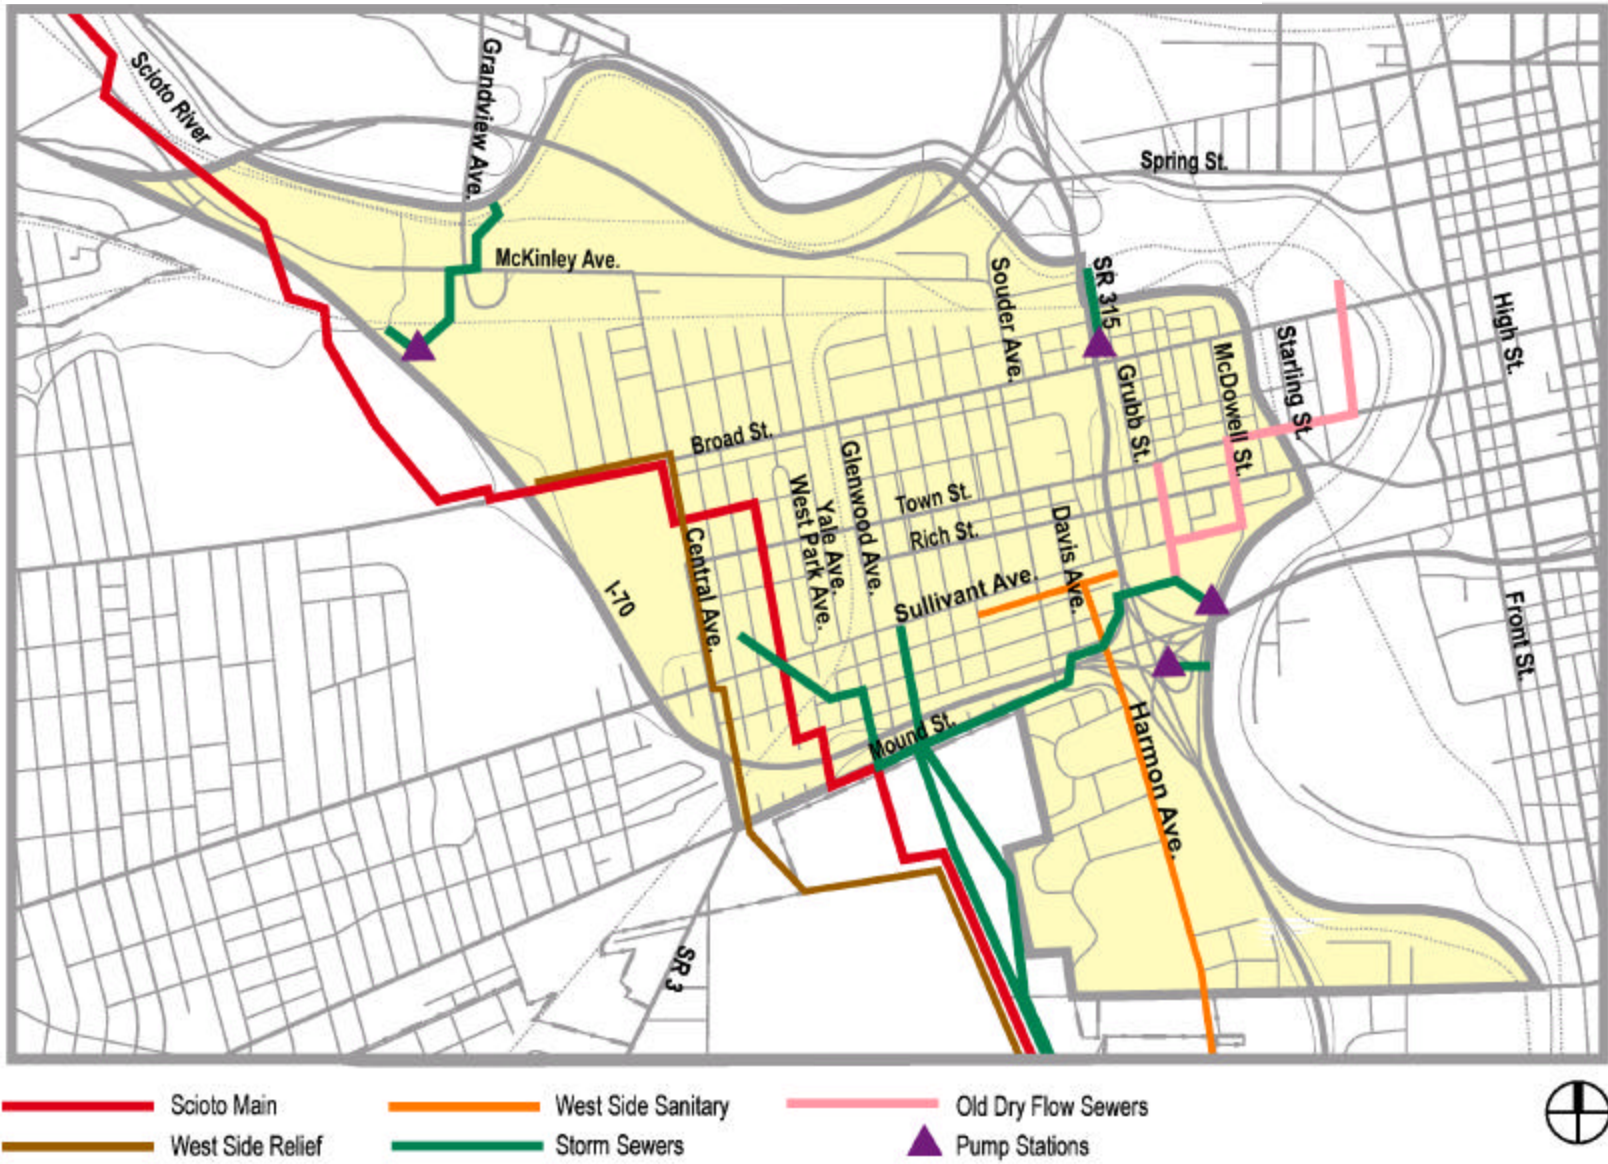 Scioto River
Grandview Ave.
Spring St.
McKinley Ave.
Souder Ave.
SR 315
High St.
Starling St.
McDowell St.
Grubb St.
Broad St.
Glenwood Ave.
Town St.
West Park Ave.
Yale Ave.
Rich St.
Davis Ave.
Central Ave.
Sullivant Ave.
I-70
Front St.
Mound St.
Harmon Ave.
SR 3
Scioto Main
West Side Sanitary
Old Dry Flow Sewers
West Side Relief
Storm Sewers
Pump Stations